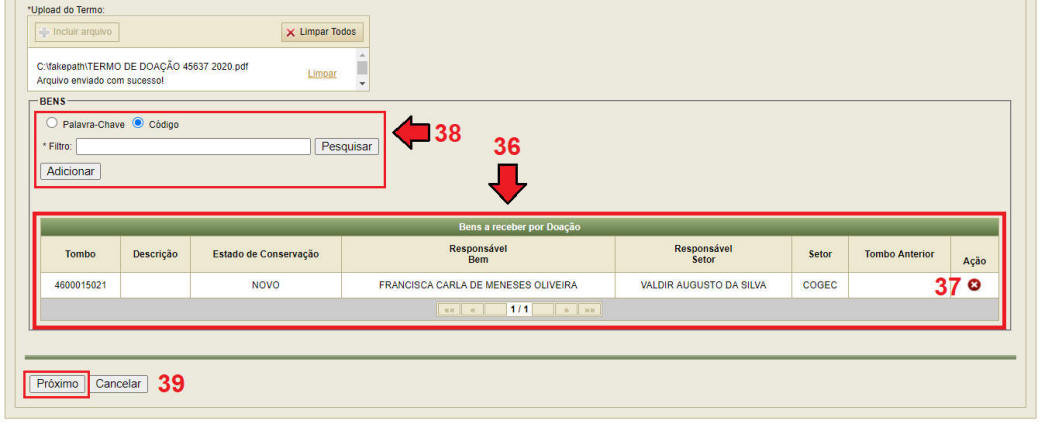 *Upload do Termo:
Incluir arquivo
Limpar Todos
C:\fakepath\TERMO DE DOAÇÃO 45637 2020.pdf
Arquivo enviado com sucesso!
Limpar
BENS
Palavra-Chave Código
38
* Filtro: Pesquisar
36
Adicionar
Bens a receber por Doação
Tombo Descrição Estado de Conservação Responsável Bem Responsável Setor Setor Tombo Anterior Ação
4600015021 NOVO FRANCISCA CARLA DE MENESES OLIVEIRA VALDIR AUGUSTO DA SILVA COGEC 37
«« « 1 / 1 » »»
Próximo Cancelar 39